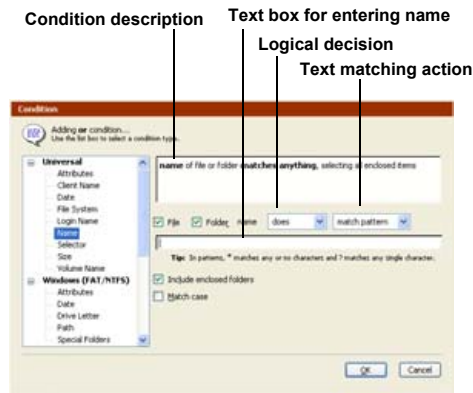 Condition description
Text box for entering name
Logical decision
Text matching action
Condition
Adding or condition...
Use the list box to select a condition type.
Universal
Attributes
Client Name
Date
File System
Login Name
Name
Selector
Size
Volume Name
Windows (FAT/NTFS)
Attributes
Date
Drive Letter
Path
Special Folders
name of file or folder matches anything, selecting all enclosed items
File Folder name does match pattern
Tip: In patterns, * matches any or no characters and ? matches any single character.
Include enclosed folders
Match case
OK Cancel